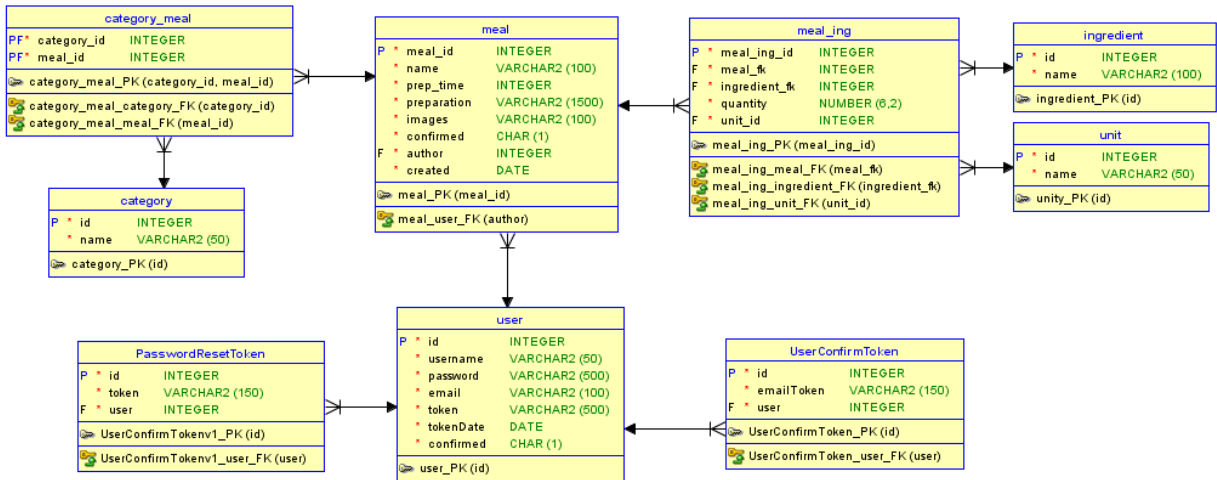 category_meal
PF* category_id INTEGER
PF* meal_id INTEGER
category_meal_PK (category_id, meal_id)
category_meal_category_FK (category_id)
category_meal_meal_FK (meal_id)
meal
P * meal_id INTEGER
* name VARCHAR2 (100)
* prep_time INTEGER
* preparation VARCHAR2 (1500)
* images VARCHAR2 (100)
* confirmed CHAR (1)
F * author INTEGER
* created DATE
meal_PK (meal_id)
meal_user_FK (author)
meal_ing
P * meal_ing_id INTEGER
F * meal_fk INTEGER
F * ingredient_fk INTEGER
* quantity NUMBER (6,2)
F * unit_id INTEGER
meal_ing_PK (meal_ing_id)
meal_ing_meal_FK (meal_fk)
meal_ing_ingredient_FK (ingredient_fk)
meal_ing_unit_FK (unit_id)
ingredient
P * id INTEGER
* name VARCHAR2 (100)
ingredient_PK (id)
unit
P * id INTEGER
* name VARCHAR2 (50)
unity_PK (id)
category
P * id INTEGER
* name VARCHAR2 (50)
category_PK (id)
PasswordResetToken
P * id INTEGER
* token VARCHAR2 (150)
F * user INTEGER
UserConfirmTokenv1_PK (id)
UserConfirmTokenv1_user_FK (user)
user
P * id INTEGER
* username VARCHAR2 (50)
* password VARCHAR2 (500)
* email VARCHAR2 (100)
* token VARCHAR2 (500)
* tokenDate DATE
* confirmed CHAR (1)
user_PK (id)
UserConfirmToken
P * id INTEGER
* emailToken VARCHAR2 (150)
F * user INTEGER
UserConfirmToken_PK (id)
UserConfirmToken_user_FK (user)